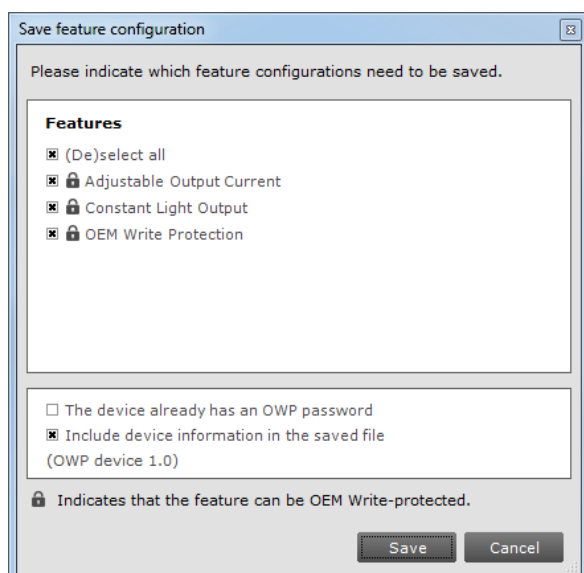 Save feature configuration
Please indicate which feature configurations need to be saved.
Features
(De)select all
Adjustable Output Current
Constant Light Output
OEM Write Protection
The device already has an OWP password
Include device information in the saved file
(OWP device 1.0)
Indicates that the feature can be OEM Write-protected.
Save Cancel